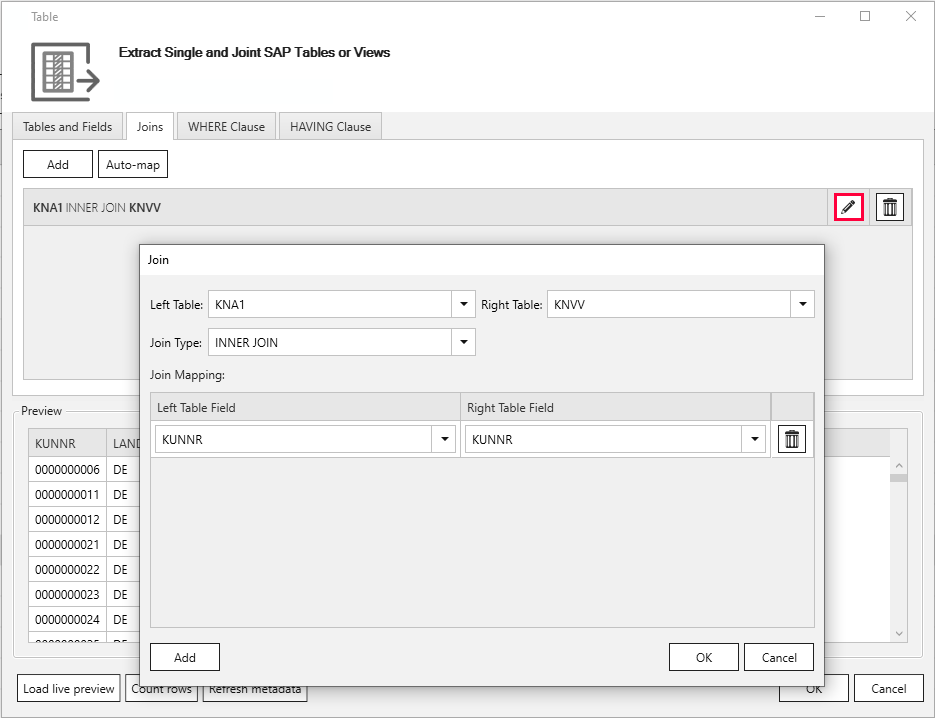 Table
Extract Single and Joint SAP Tables or Views
Tables and Fields Joins WHERE Clause HAVING Clause
Add Auto-map
KNA1 INNER JOIN KNVV
Join
Left Table: KNA1 Right Table: KNVV
Join Type: INNER JOIN
Join Mapping:
Left Table Field Right Table Field
KUNNR KUNNR
Add OK Cancel
Preview
KUNNR LAND
0000000006 DE
0000000011 DE
0000000012 DE
0000000021 DE
0000000022 DE
0000000023 DE
0000000024 DE
Load live preview Count rows Refresh metadata OK Cancel